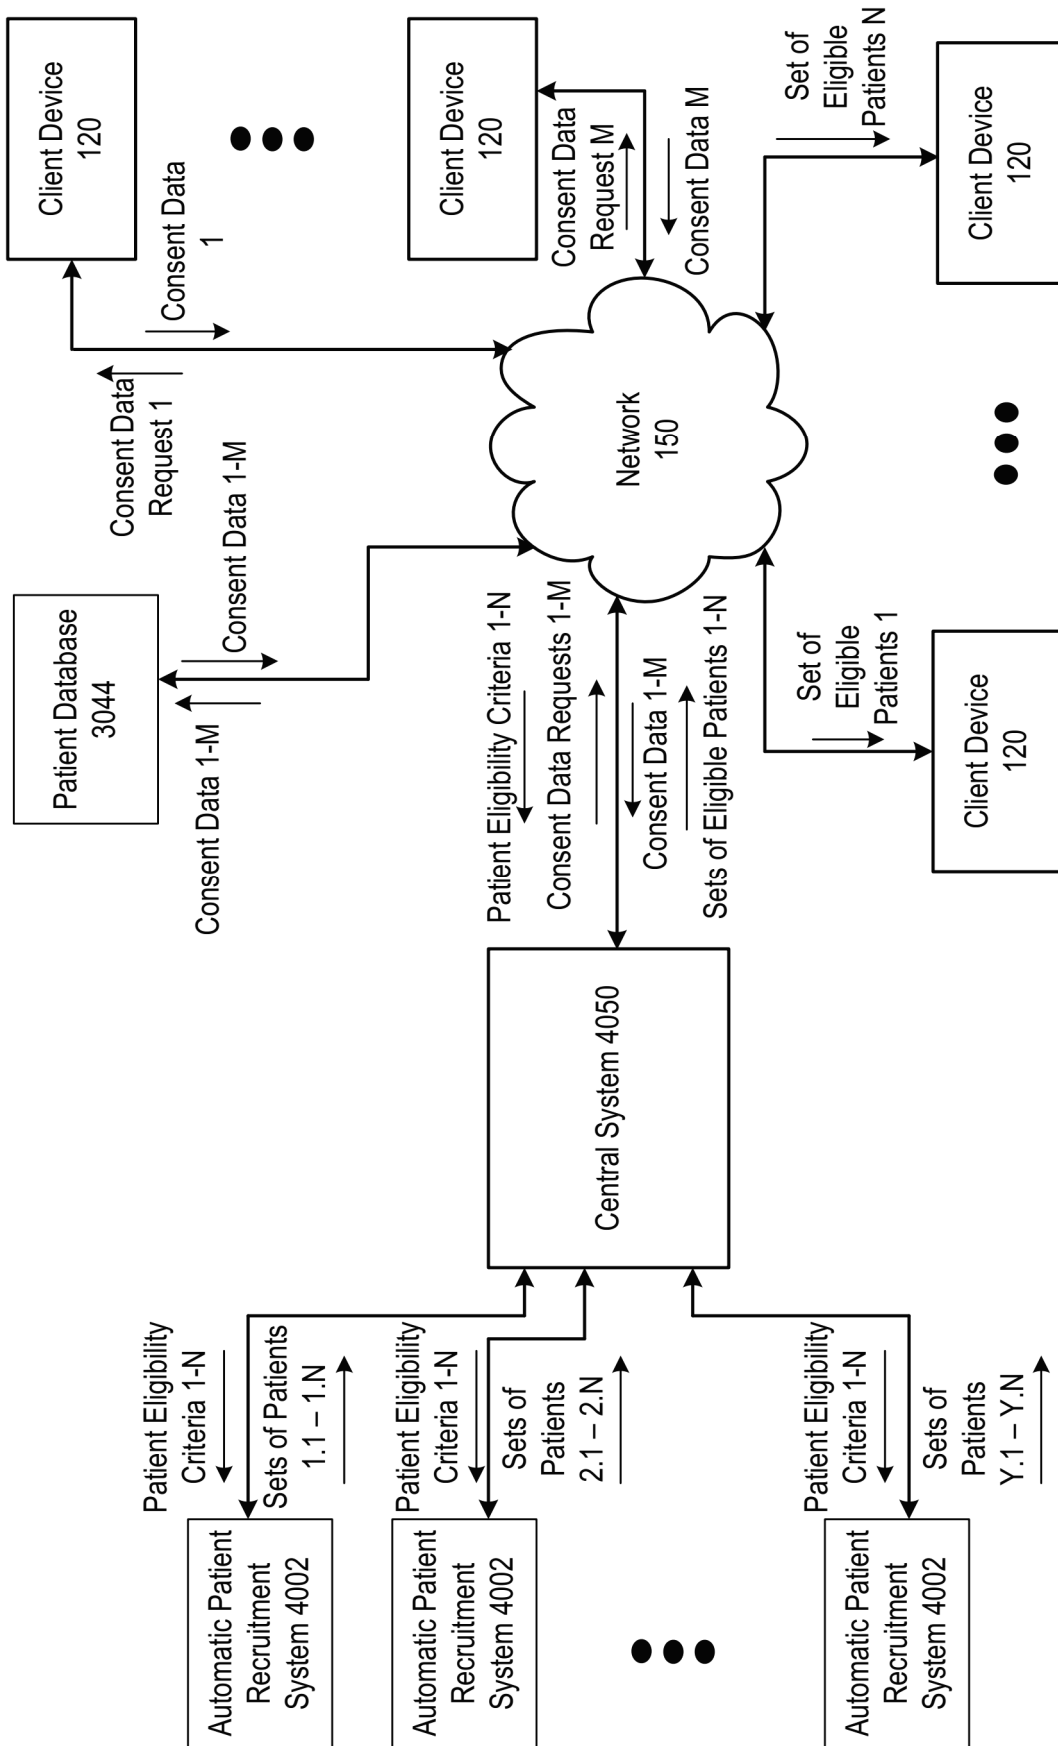 Automatic Patient
Recruitment
System 4002
Patient Eligibility
Criteria 1-N
Sets of Patients
1.1 – 1.N
Automatic Patient
Recruitment
System 4002
Patient Eligibility
Criteria 1-N
Sets of
Patients
2.1 – 2.N
Automatic Patient
Recruitment
System 4002
Patient Eligibility
Criteria 1-N
Sets of
Patients
Y.1 – Y.N
Central System 4050
Patient Eligibility Criteria 1-N
Consent Data Requests 1-M
Consent Data 1-M
Sets of Eligible Patients 1-N
Patient Database
3044
Consent Data 1-M
Consent Data 1-M
Network
150
Client Device
120
Consent Data
Request 1
Consent Data
1
Client Device
120
Consent Data
Request M
Consent Data M
Set of
Eligible
Patients 1
Client Device
120
Set of
Eligible
Patients N
Client Device
120